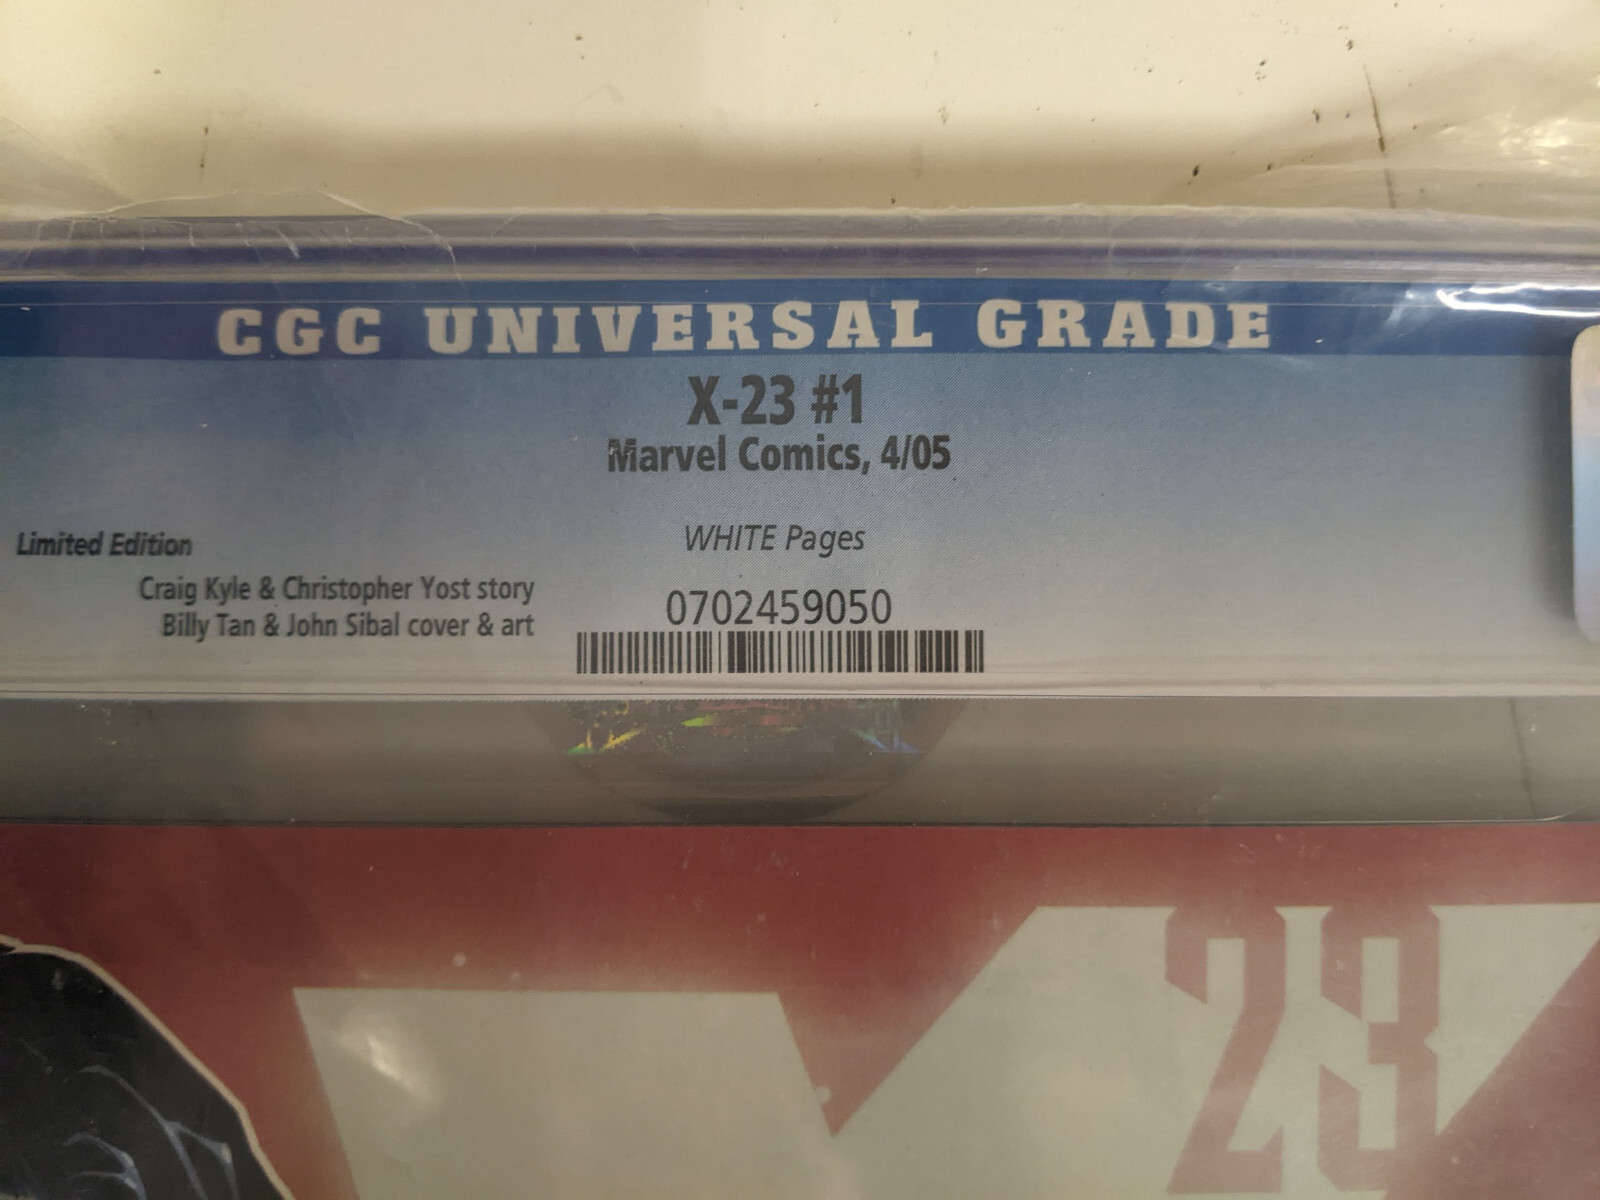 CGC UNIVERSAL GRADE
X-23 #1
Marvel Comics, 4/05
Limited Edition
WHITE Pages
Craig Kyle & Christopher Yost story
Billy Tan & John Sibal cover & art
0702459050
23